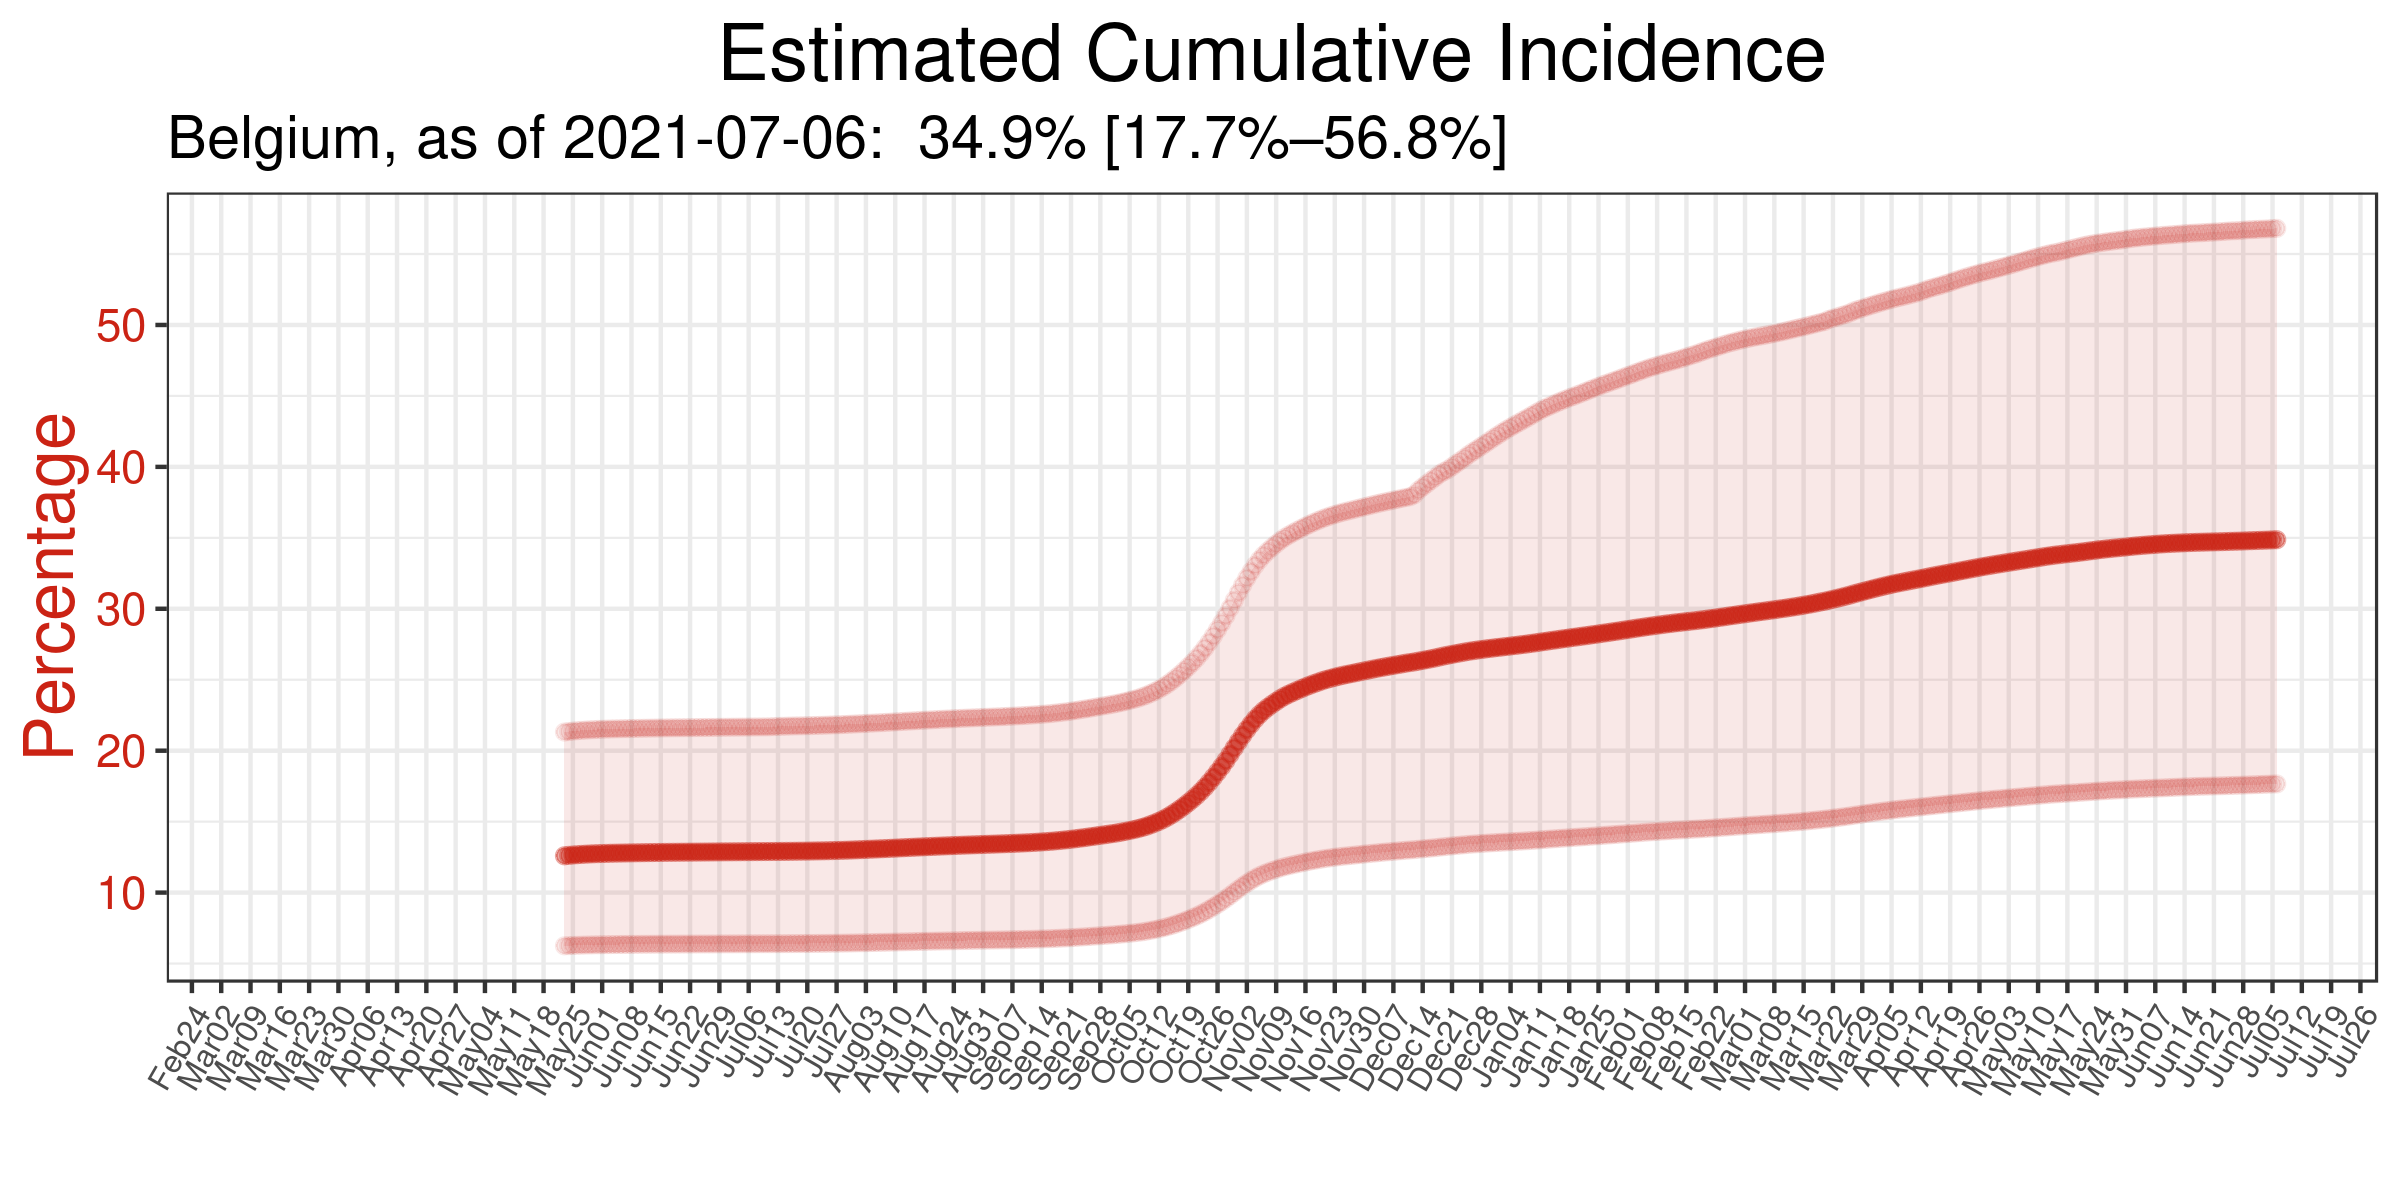 Estimated Cumulative Incidence
Belgium, as of 2021-07-06:  34.9% [17.7%–56.8%]
Percentage
50
40
30
20
10
Feb24
Mar02
Mar09
Mar16
Mar23
Mar30
Apr06
Apr13
Apr20
Apr27
May04
May11
May18
May25
Jun01
Jun08
Jun15
Jun22
Jun29
Jul06
Jul13
Jul20
Jul27
Aug03
Aug10
Aug17
Aug24
Aug31
Sep07
Sep14
Sep21
Sep28
Oct05
Oct12
Oct19
Oct26
Nov02
Nov09
Nov16
Nov23
Nov30
Dec07
Dec14
Dec21
Dec28
Jan04
Jan11
Jan18
Jan25
Feb01
Feb08
Feb15
Feb22
Mar01
Mar08
Mar15
Mar22
Mar29
Apr05
Apr12
Apr19
Apr26
May03
May10
May17
May24
May31
Jun07
Jun14
Jun21
Jun28
Jul05
Jul12
Jul19
Jul26